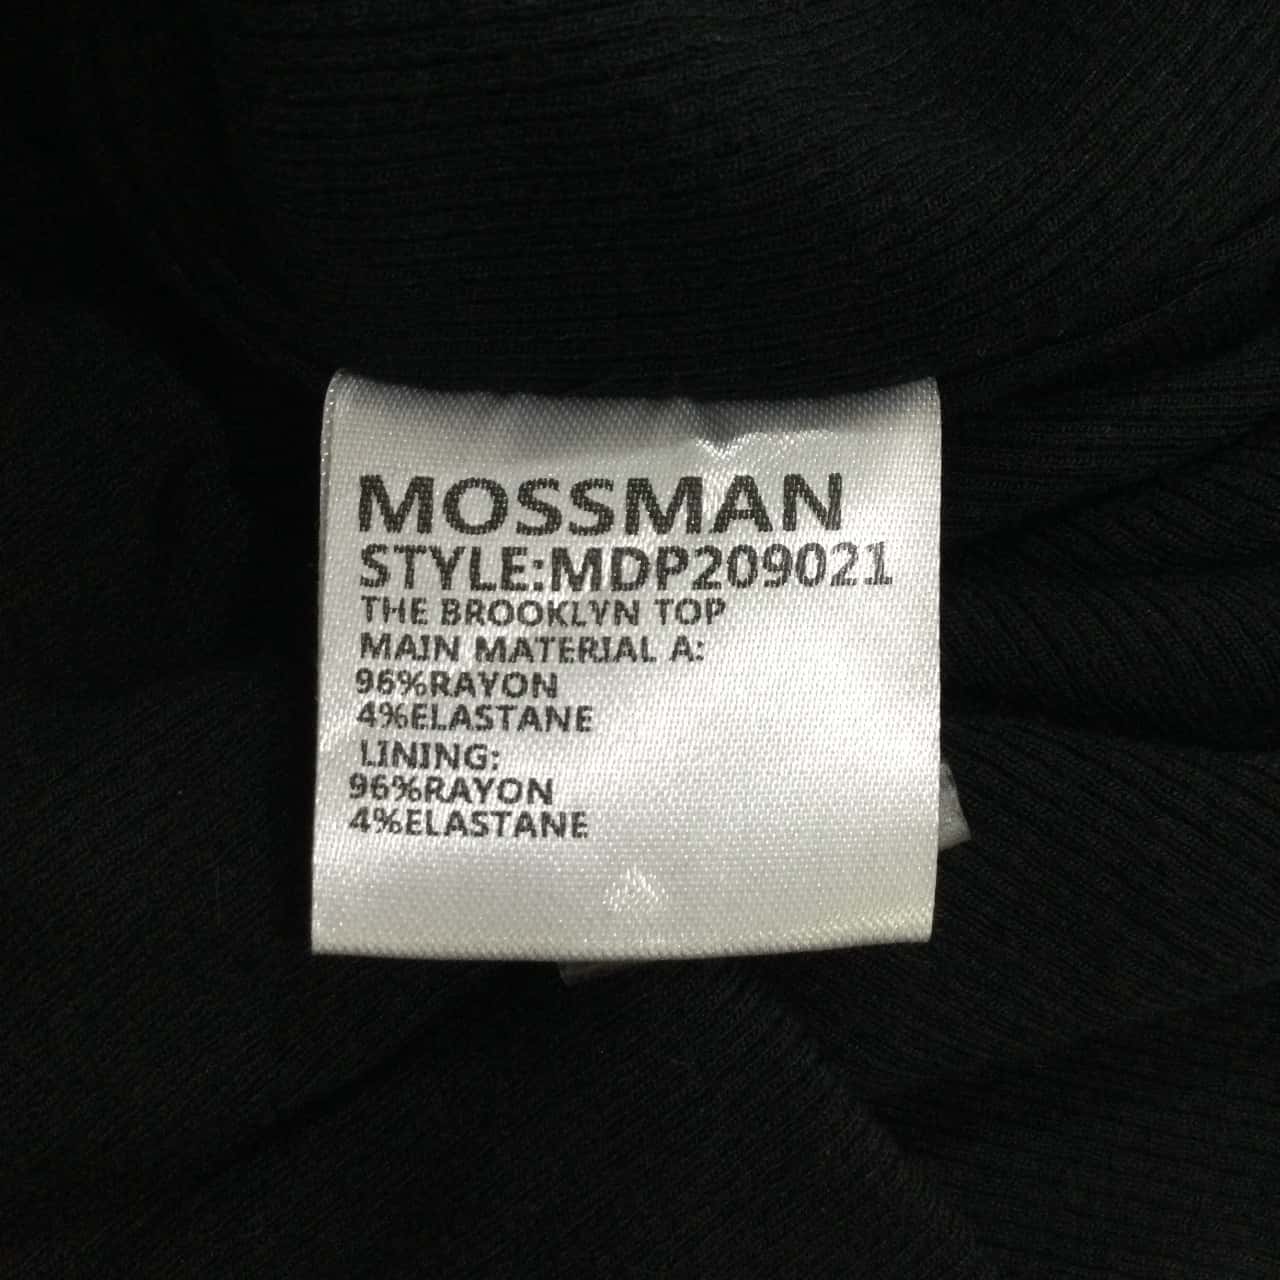 MOSSMAN
STYLE:MDP209021
THE BROOKLYN TOP
MAIN MATERIAL A:
96%RAYON
4%ELASTANE
LINING:
96%RAYON
4%ELASTANE